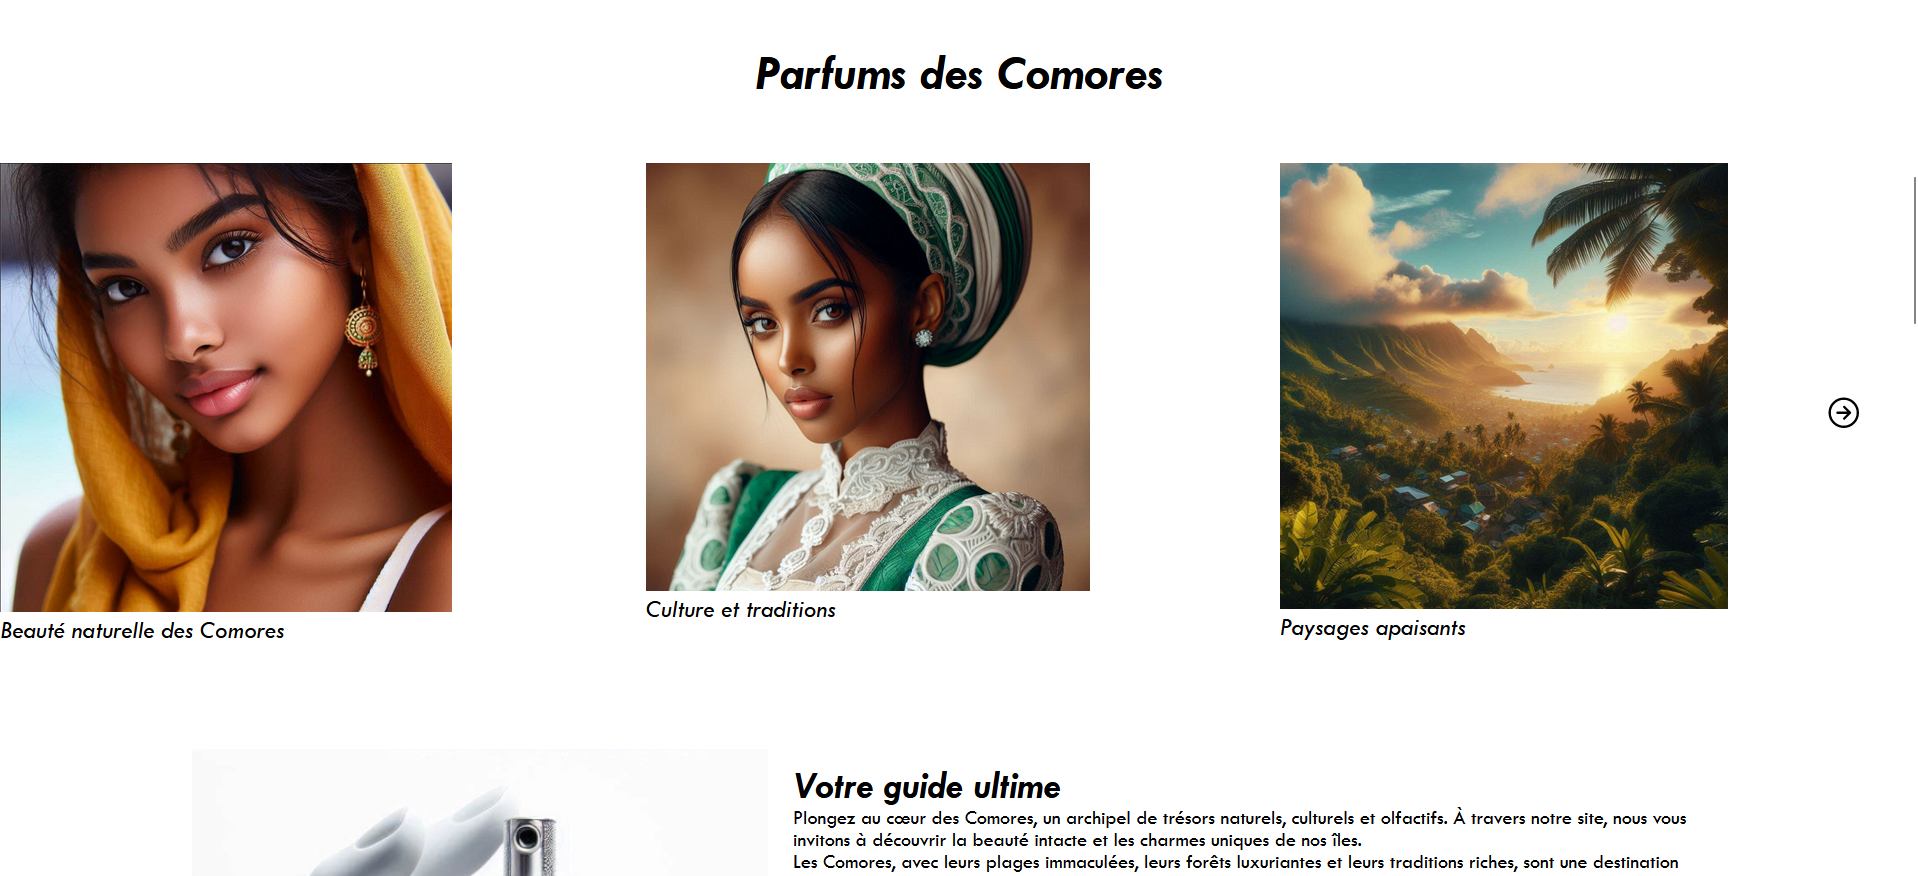 Parfums des Comores
Beauté naturelle des Comores
Culture et traditions
Paysages apaisants
Votre guide ultime
Plongez au cœur des Comores, un archipel de trésors naturels, culturels et olfactifs. À travers notre site, nous vous
invitons à découvrir la beauté intacte et les charmes uniques de nos îles.
Les Comores, avec leurs plages immaculées, leurs forêts luxuriantes et leurs traditions riches, sont une destination